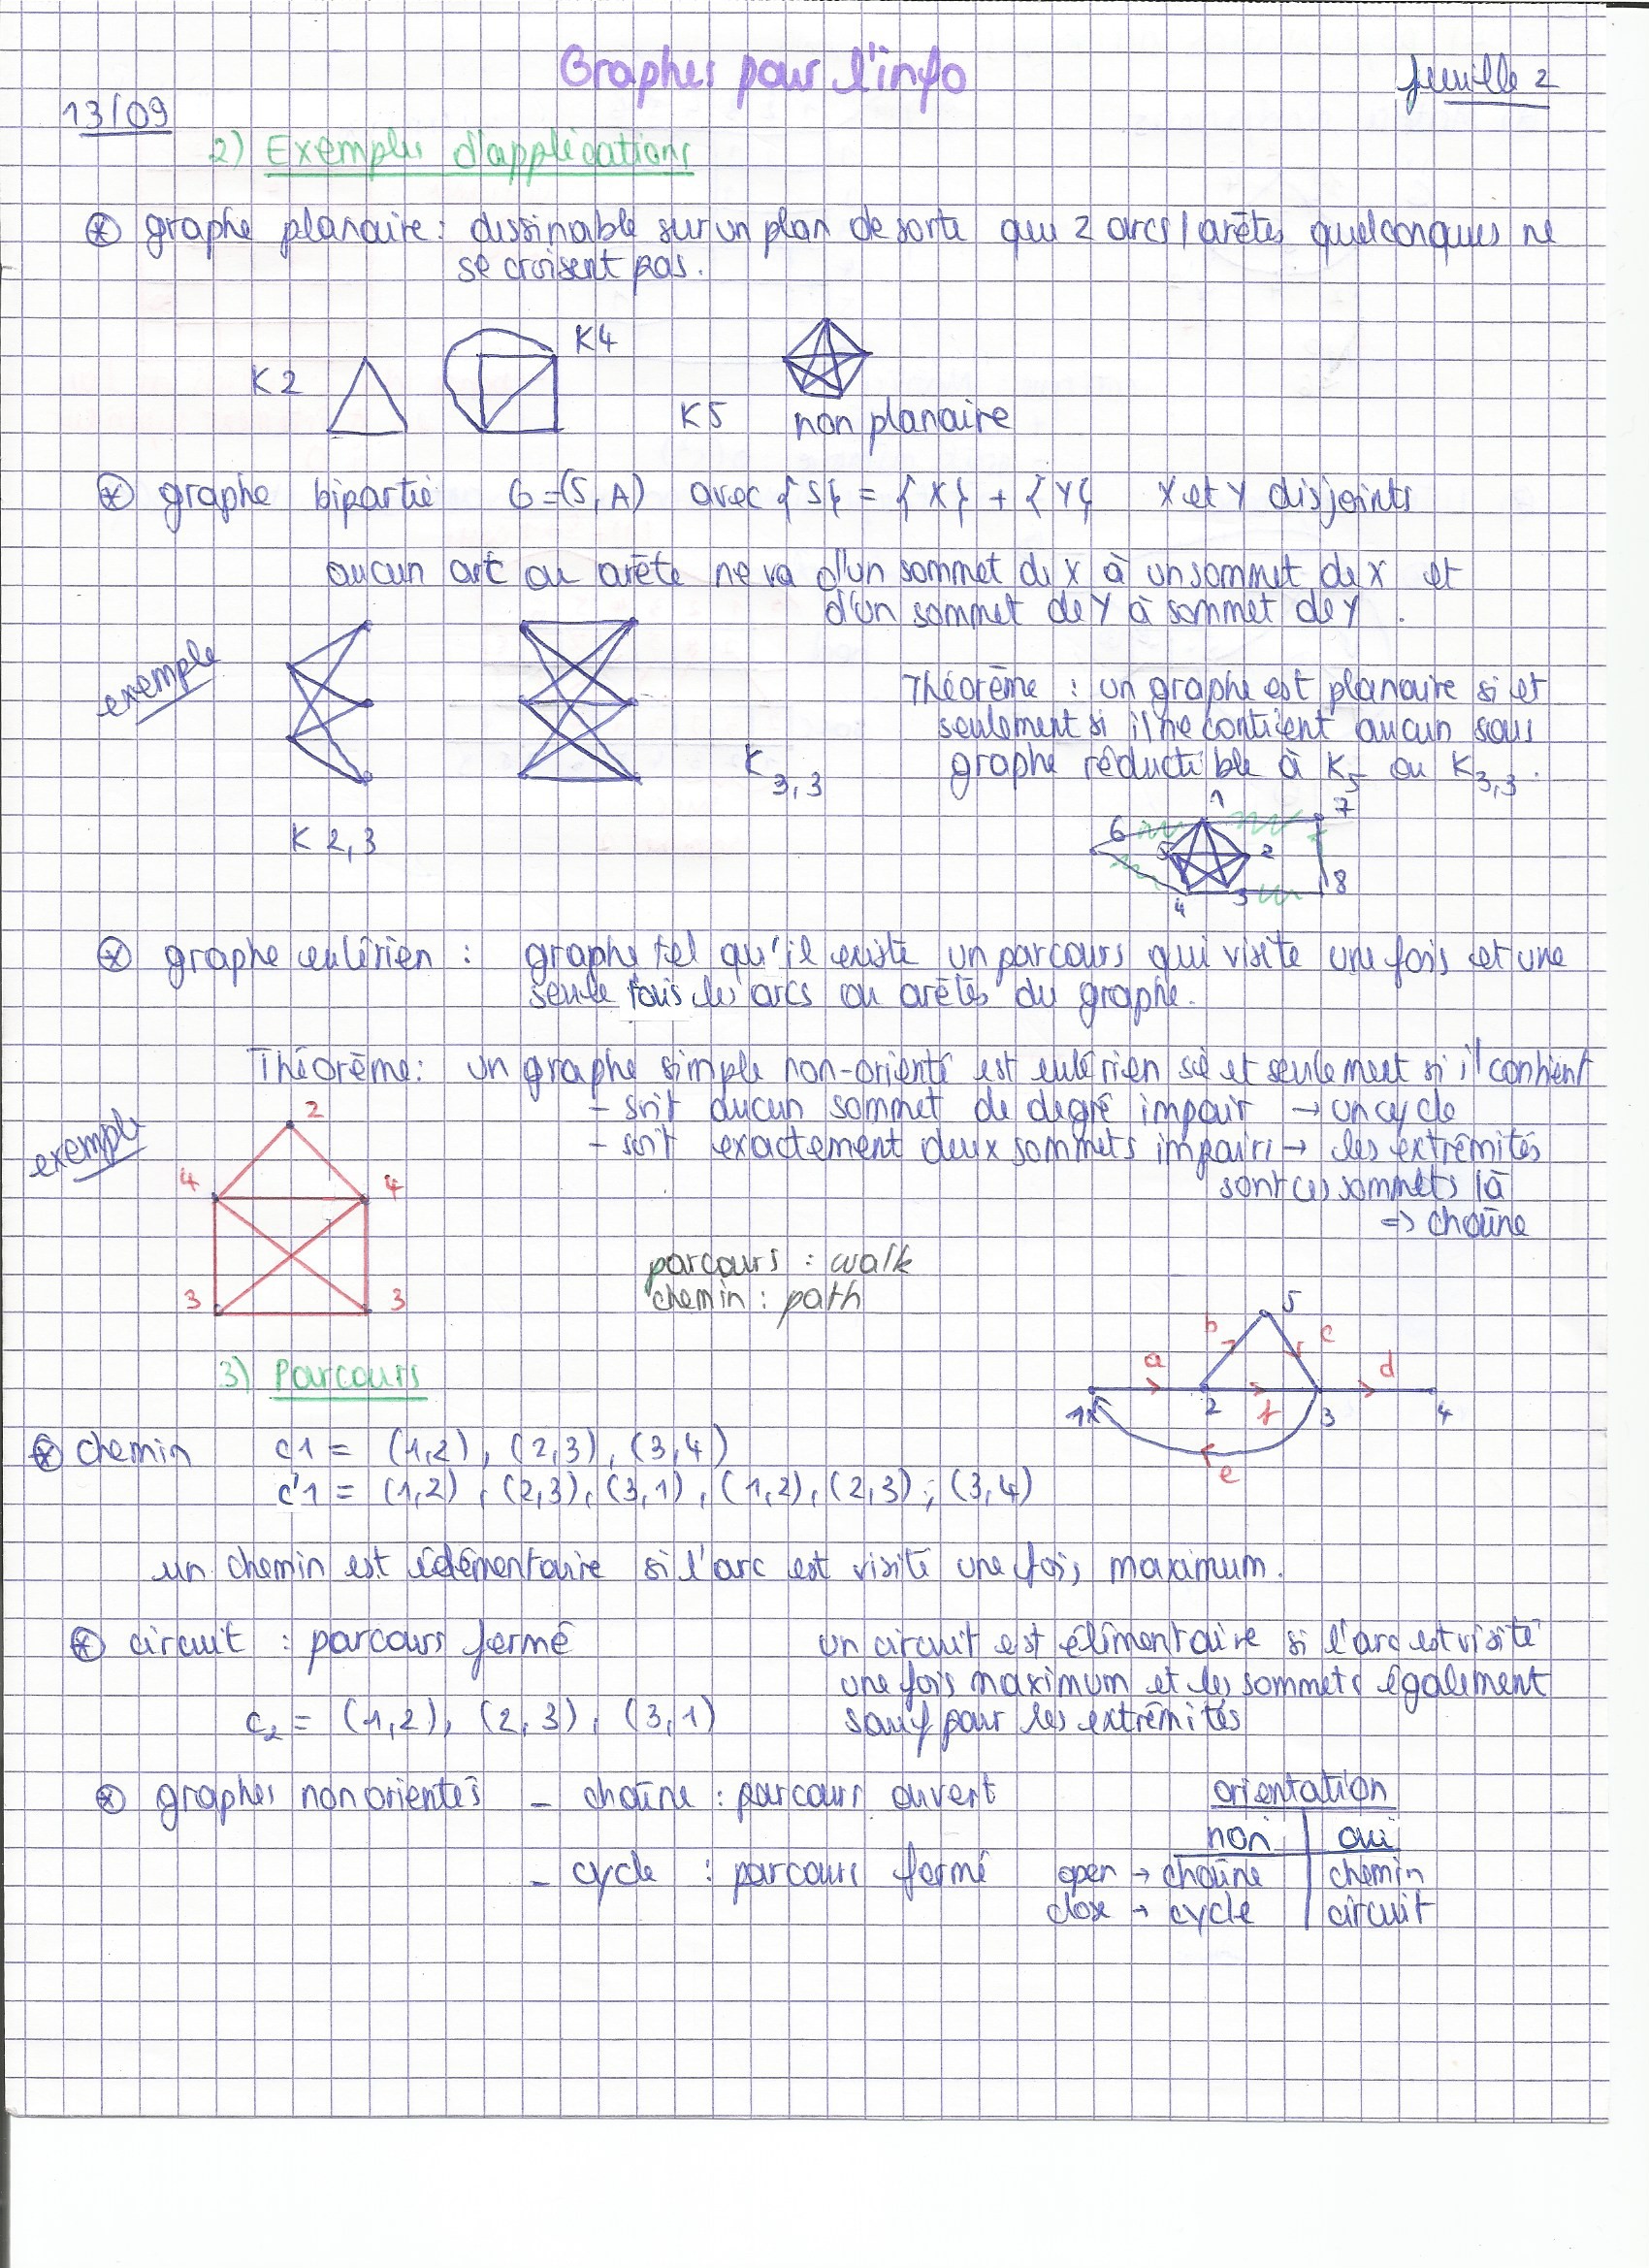 Graphes pour l'info
feuille 2
13/09
2) Exemples d'applications
⊛ graphe planaire : dessinable sur un plan de sorte que 2 arcs/arêtes quelconques ne
se croisent pas.
K2
K4
K5
non planaire
⊛ graphe bipartie G=(S,A) avec {S} = {X} + {Y} X et Y disjoints
aucun arc ou arête ne va d'un sommet de X à un sommet de X et
d'un sommet de Y à sommet de Y.
exemple
K 2,3
K 3,3
Théorème : un graphe est planaire si et
seulement si il ne contient aucun sous
graphe réductible à K5 ou K3,3.
1
7
6
5
2
8
3
4
⊛ graphe eulérien : graphe tel qu'il existe un parcours qui visite une fois et une
seule tous les arcs ou arêtes du graphe.
Théorème : un graphe simple non-orienté est eulérien si et seulement si il contient
- soit aucun sommet de degré impair → un cycle
- soit exactement deux sommets impairs → les extrêmités
sont ces sommets là
=> chaîne
exemple
2
4
4
3
3
parcours : walk
chemin : path
5
b
c
a
d
1
2
f
3
4
e
3) Parcours
⊛ chemin c1 = (1,2), (2,3), (3,4)
c'1 = (1,2), (2,3), (3,1), (1,2), (2,3), (3,4)
un chemin est élémentaire si l'arc est visité une fois maximum.
⊛ circuit : parcours fermé
c2 = (1,2), (2,3), (3,1)
un circuit est élémentaire si l'arc est visité
une fois maximum et les sommets également
sauf pour les extrêmités
⊛ graphes non orientés - chaîne : parcours ouvert
- cycle : parcours fermé
orientation
non oui
open → chaîne chemin
close → cycle circuit